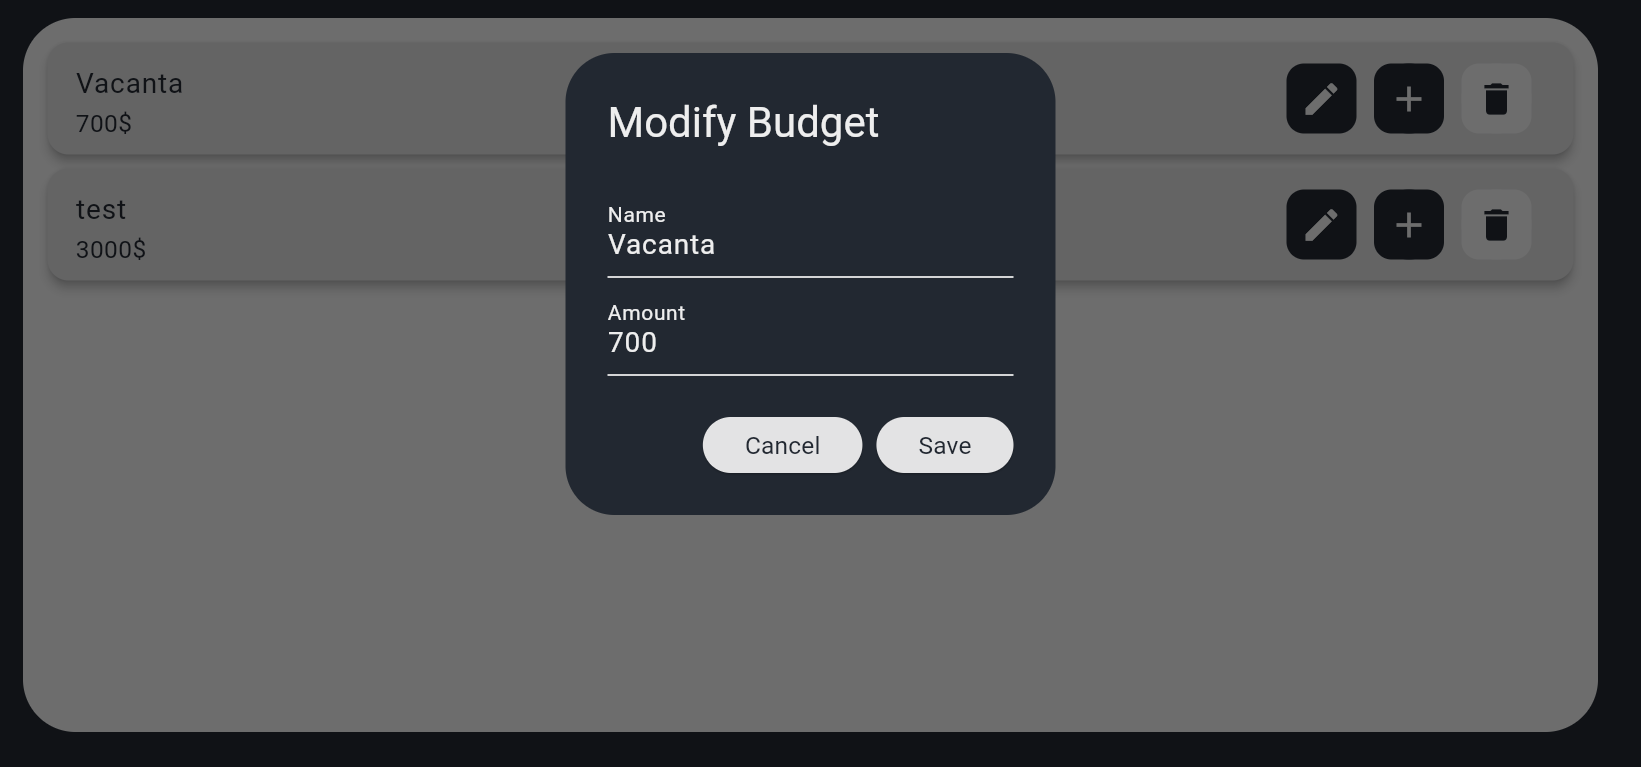 Vacanta
700$
test
3000$
Modify Budget
Name
Vacanta
Amount
700
Cancel
Save